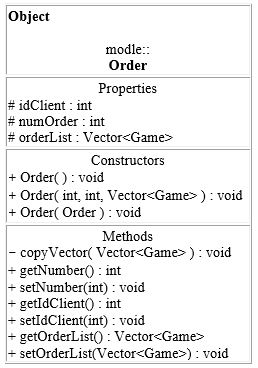 Object
modle::
Order
Properties
# idClient : int
# numOrder : int
# orderList : Vector<Game>
Constructors
+ Order( ) : void
+ Order( int, int, Vector<Game> ) : void
+ Order( Order ) : void
Methods
− copyVector( Vector<Game> ) : void
+ getNumber() : int
+ setNumber(int) : void
+ getIdClient() : int
+ setIdClient(int) : void
+ getOrderList() : Vector<Game>
+ setOrderList(Vector<Game>) : void